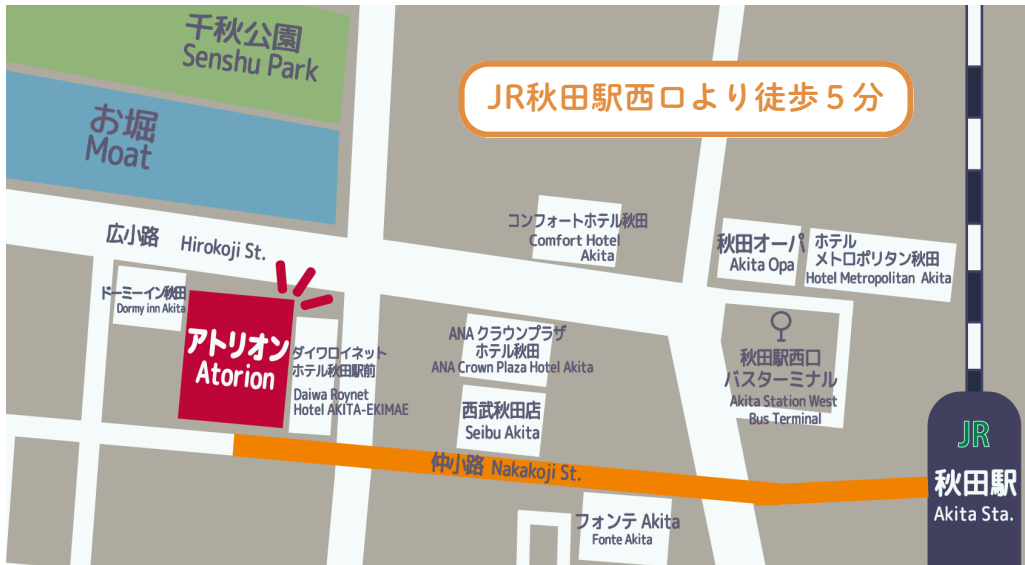 千秋公園
Senshu Park
お堀
Moat
JR秋田駅西口より徒歩５分
広小路 Hirokoji St.
コンフォートホテル秋田
Comfort Hotel
Akita
秋田オーパ
Akita Opa
ホテル
メトロポリタン秋田
Hotel Metropolitan Akita
ドーミーイン秋田
Dormy inn Akita
アトリオン
Atorion
ダイワロイネット
ホテル秋田駅前
Daiwa Roynet
Hotel AKITA-EKIMAE
ANA クラウンプラザ
ホテル秋田
ANA Crown Plaza Hotel Akita
西武秋田店
Seibu Akita
秋田駅西口
バスターミナル
Akita Station West
Bus Terminal
JR
秋田駅
Akita Sta.
仲小路 Nakakoji St.
フォンテ Akita
Fonte Akita